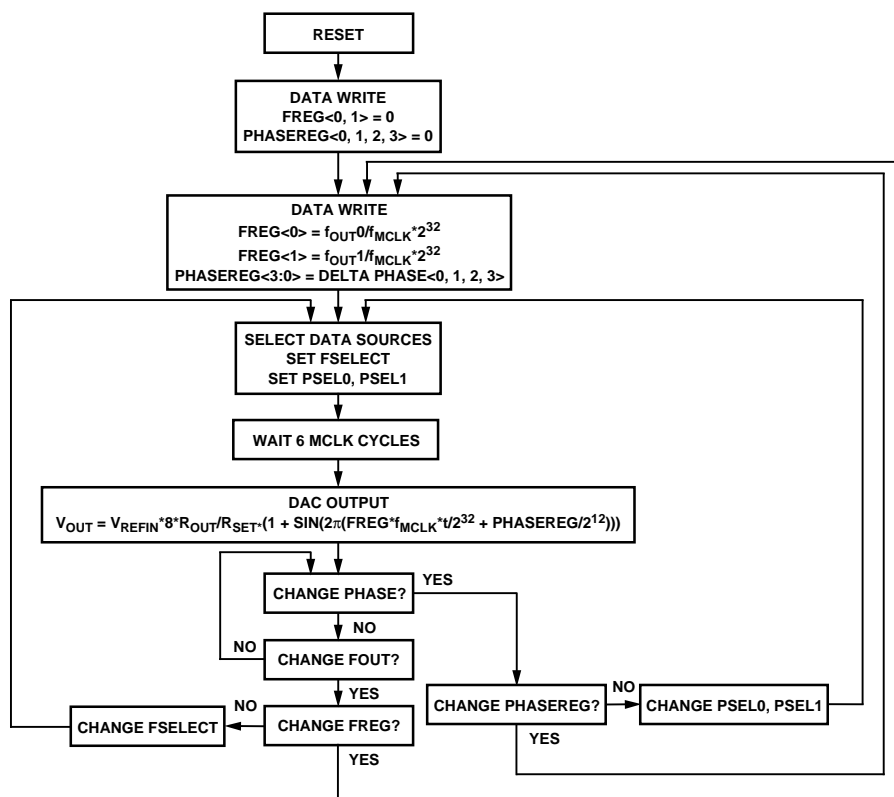 RESET
DATA WRITE
FREG<0, 1> = 0
PHASEREG<0, 1, 2, 3> = 0
DATA WRITE
FREG<0> = fOUT0/fMCLK*2^32
FREG<1> = fOUT1/fMCLK*2^32
PHASEREG<3:0> = DELTA PHASE<0, 1, 2, 3>
SELECT DATA SOURCES
SET FSELECT
SET PSEL0, PSEL1
WAIT 6 MCLK CYCLES
DAC OUTPUT
VOUT = VREFIN*8*ROUT/RSET*(1 + SIN(2π(FREG*fMCLK*t/2^32 + PHASEREG/2^12)))
CHANGE PHASE?
YES
NO
NO
CHANGE FOUT?
YES
NO
CHANGE FSELECT
CHANGE FREG?
YES
CHANGE PHASEREG?
NO
CHANGE PSEL0, PSEL1
YES